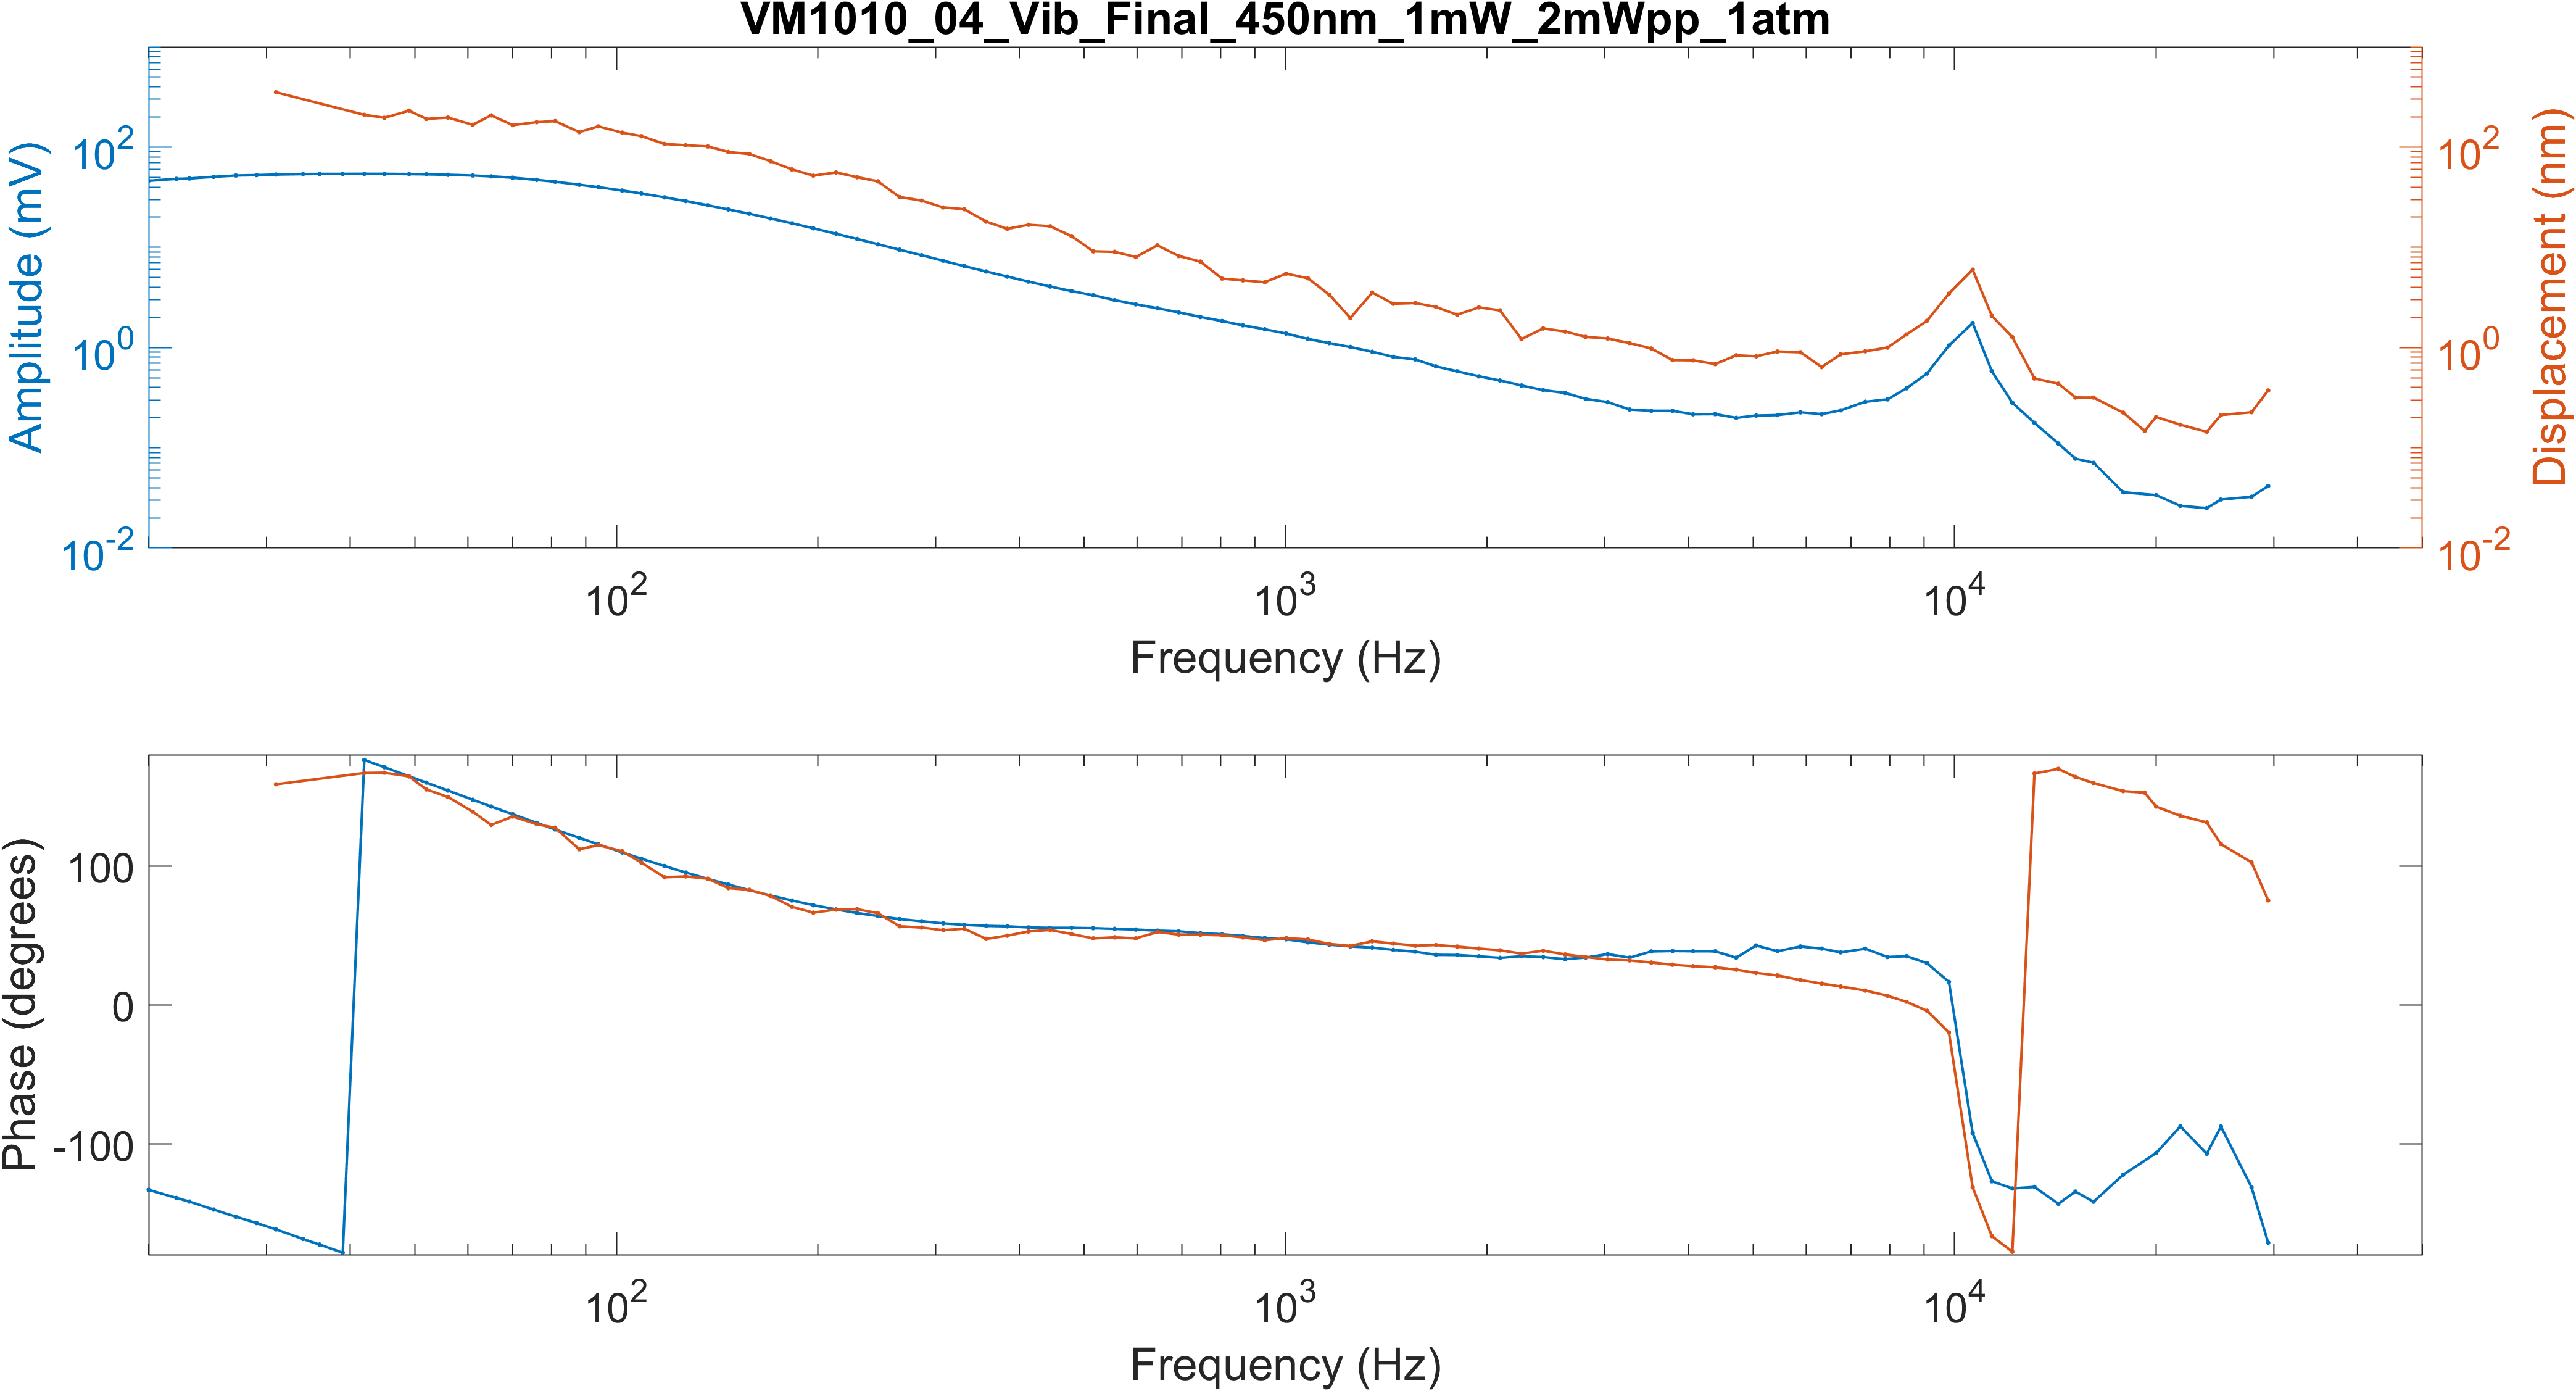 VM1010_04_Vib_Final_450nm_1mW_2mWpp_1atm
Amplitude (mV)
10^2
10^0
10^-2
Displacement (nm)
10^2
10^0
10^-2
10^2 10^3 10^4
Frequency (Hz)
Phase (degrees)
100
0
-100
10^2 10^3 10^4
Frequency (Hz)